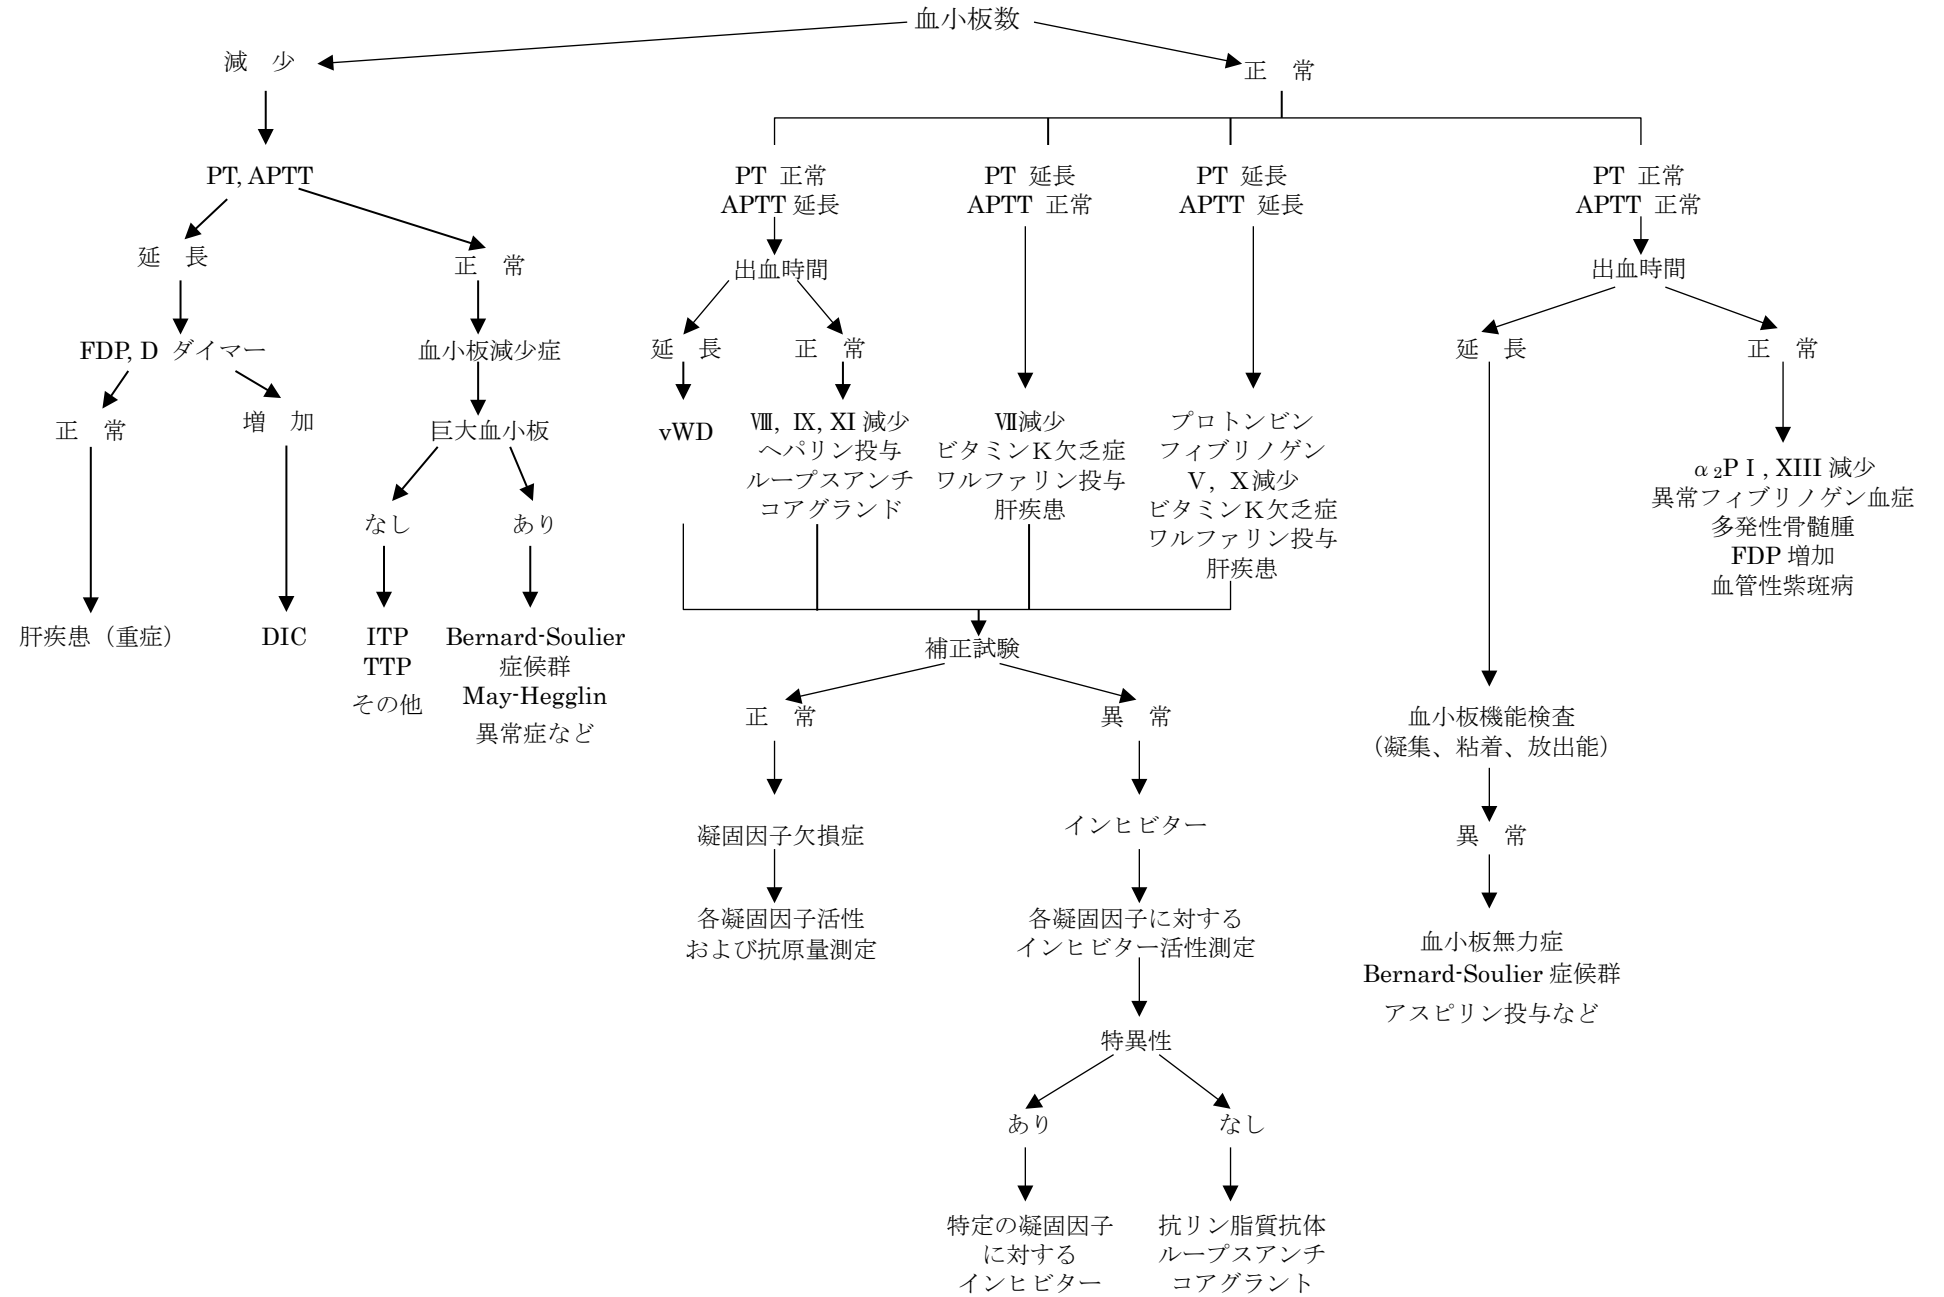 血小板数
減 少
正 常
PT, APTT
PT 正常
APTT 延長
PT 延長
APTT 正常
PT 延長
APTT 延長
PT 正常
APTT 正常
延 長
正 常
出血時間
出血時間
FDP, D ダイマー
血小板減少症
延 長
正 常
延 長
正 常
正 常
増 加
巨大血小板
vWD
Ⅷ, Ⅸ, XI 減少
ヘパリン投与
ループスアンチ
コアグランド
Ⅶ減少
ビタミンK欠乏症
ワルファリン投与
肝疾患
プロトンビン
フィブリノゲン
V, X減少
ビタミンK欠乏症
ワルファリン投与
肝疾患
α₂P I , XIII 減少
異常フィブリノゲン血症
多発性骨髄腫
FDP 増加
血管性紫斑病
なし
あり
肝疾患（重症）
DIC
ITP
TTP
その他
Bernard-Soulier
症候群
May-Hegglin
異常症など
補正試験
正 常
異 常
血小板機能検査
（凝集、粘着、放出能）
凝固因子欠損症
インヒビター
異 常
各凝固因子活性
および抗原量測定
各凝固因子に対する
インヒビター活性測定
血小板無力症
Bernard-Soulier 症候群
アスピリン投与など
特異性
あり
なし
特定の凝固因子
に対する
インヒビター
抗リン脂質抗体
ループスアンチ
コアグラント